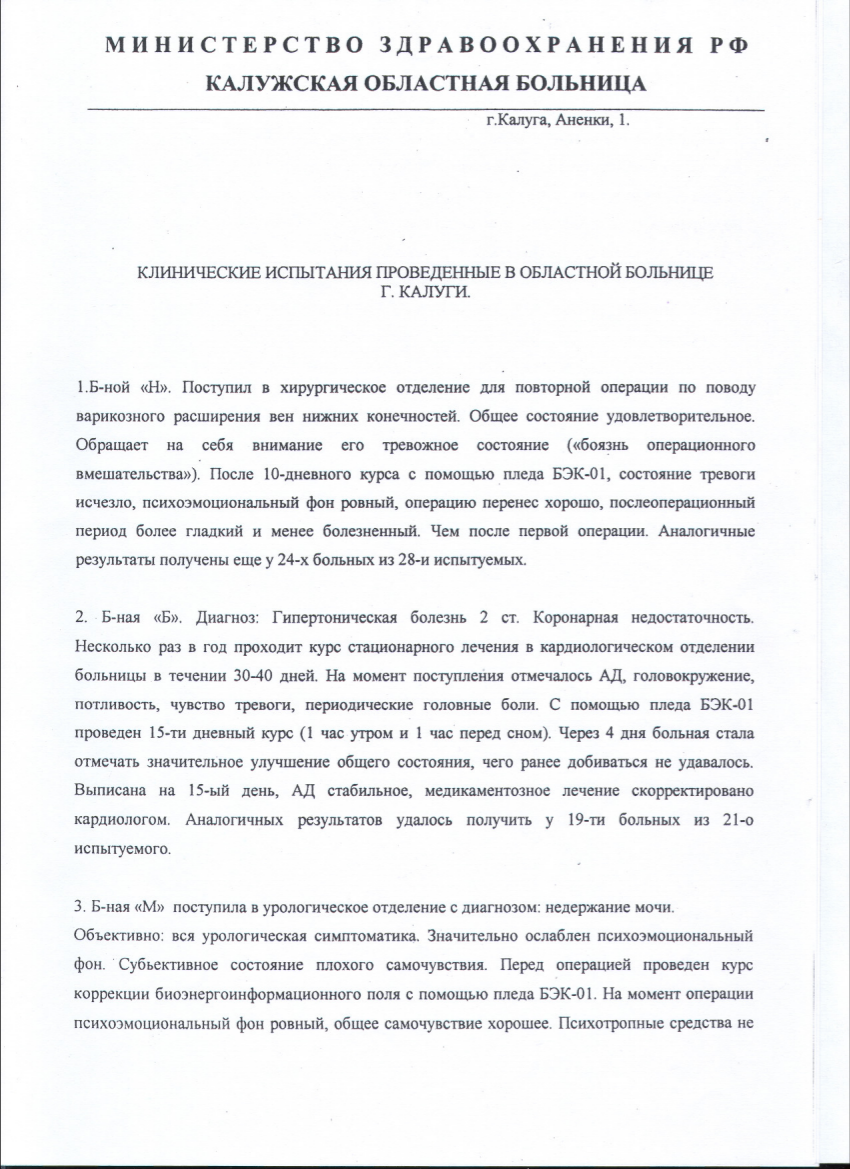 МИНИСТЕРСТВО ЗДРАВООХРАНЕНИЯ РФ
КАЛУЖСКАЯ ОБЛАСТНАЯ БОЛЬНИЦА
г.Калуга, Аненки, 1.
КЛИНИЧЕСКИЕ ИСПЫТАНИЯ ПРОВЕДЕННЫЕ В ОБЛАСТНОЙ БОЛЬНИЦЕ
Г. КАЛУГИ.
1.Б-ной «Н». Поступил в хирургическое отделение для повторной операции по поводу
варикозного расширения вен нижних конечностей. Общее состояние удовлетворительное.
Обращает на себя внимание его тревожное состояние («боязнь операционного
вмешательства»). После 10-дневного курса с помощью пледа БЭК-01, состояние тревоги
исчезло, психоэмоциональный фон ровный, операцию перенес хорошо, послеоперационный
период более гладкий и менее болезненный. Чем после первой операции. Аналогичные
результаты получены еще у 24-х больных из 28-и испытуемых.
2. Б-ная «Б». Диагноз: Гипертоническая болезнь 2 ст. Коронарная недостаточность.
Несколько раз в год проходит курс стационарного лечения в кардиологическом отделении
больницы в течении 30-40 дней. На момент поступления отмечалось АД, головокружение,
потливость, чувство тревоги, периодические головные боли. С помощью пледа БЭК-01
проведен 15-ти дневный курс (1 час утром и 1 час перед сном). Через 4 дня больная стала
отмечать значительное улучшение общего состояния, чего ранее добиваться не удавалось.
Выписана на 15-ый день, АД стабильное, медикаментозное лечение скорректировано
кардиологом. Аналогичных результатов удалось получить у 19-ти больных из 21-о
испытуемого.
3. Б-ная «М» поступила в урологическое отделение с диагнозом: недержание мочи.
Объективно: вся урологическая симптоматика. Значительно ослаблен психоэмоциональный
фон. Субьективное состояние плохого самочувствия. Перед операцией проведен курс
коррекции биоэнергоинформационного поля с помощью пледа БЭК-01. На момент операции
психоэмоциональный фон ровный, общее самочувствие хорошее. Психотропные средства не